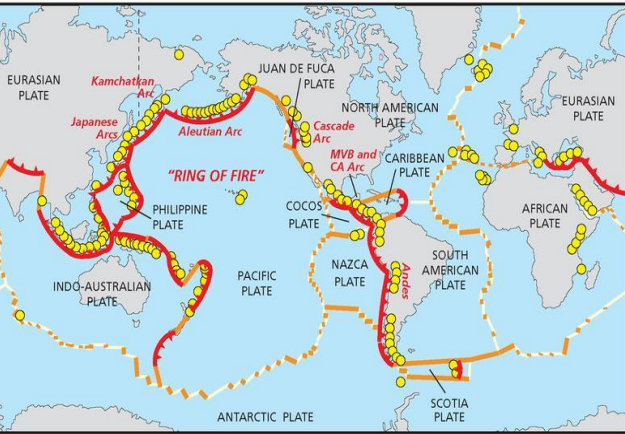 EURASIAN
PLATE
Kamchatkan
Arc
Japanese
Arcs
Aleutian Arc
JUAN DE FUCA
PLATE
NORTH AMERICAN
PLATE
Cascade
Arc
MVB and
CA Arc
CARIBBEAN
PLATE
EURASIAN
PLATE
"RING OF FIRE"
PHILIPPINE
PLATE
COCOS
PLATE
AFRICAN
PLATE
INDO-AUSTRALIAN
PLATE
PACIFIC
PLATE
NAZCA
PLATE
Andes
SOUTH
AMERICAN
PLATE
ANTARCTIC PLATE
SCOTIA
PLATE